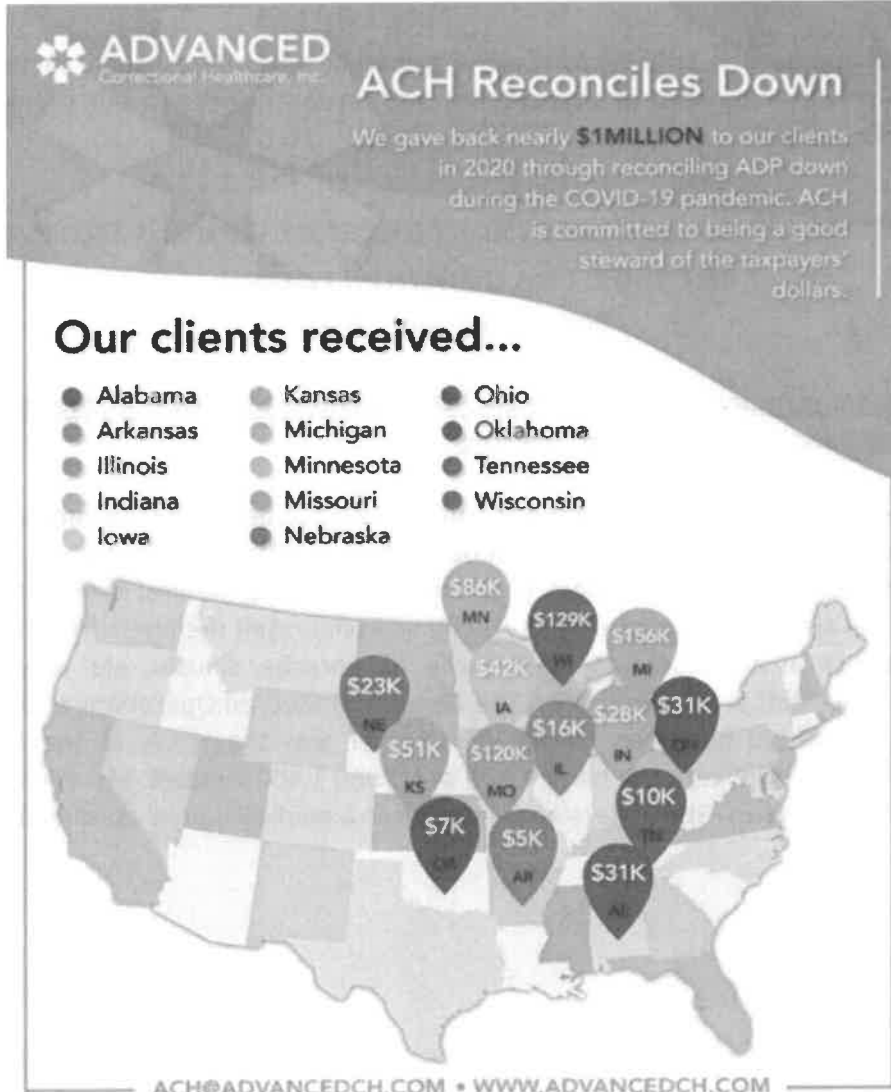 ADVANCED
Correctional Healthcare, Inc.
ACH Reconciles Down
We gave back nearly $1MILLION to our clients
in 2020 through reconciling ADP down
during the COVID-19 pandemic. ACH
is committed to being a good
steward of the taxpayers'
dollars.
Our clients received...
Alabama
Arkansas
Illinois
Indiana
Iowa
Kansas
Michigan
Minnesota
Missouri
Nebraska
Ohio
Oklahoma
Tennessee
Wisconsin
$86K
MN
$129K
WI
$156K
MI
$42K
IA
$23K
NE
$16K
IL
$28K
IN
$31K
OH
$51K
KS
$120K
MO
$10K
TN
$7K
$5K
AR
$31K
ACH@ADVANCEDCH.COM • WWW.ADVANCEDCH.COM